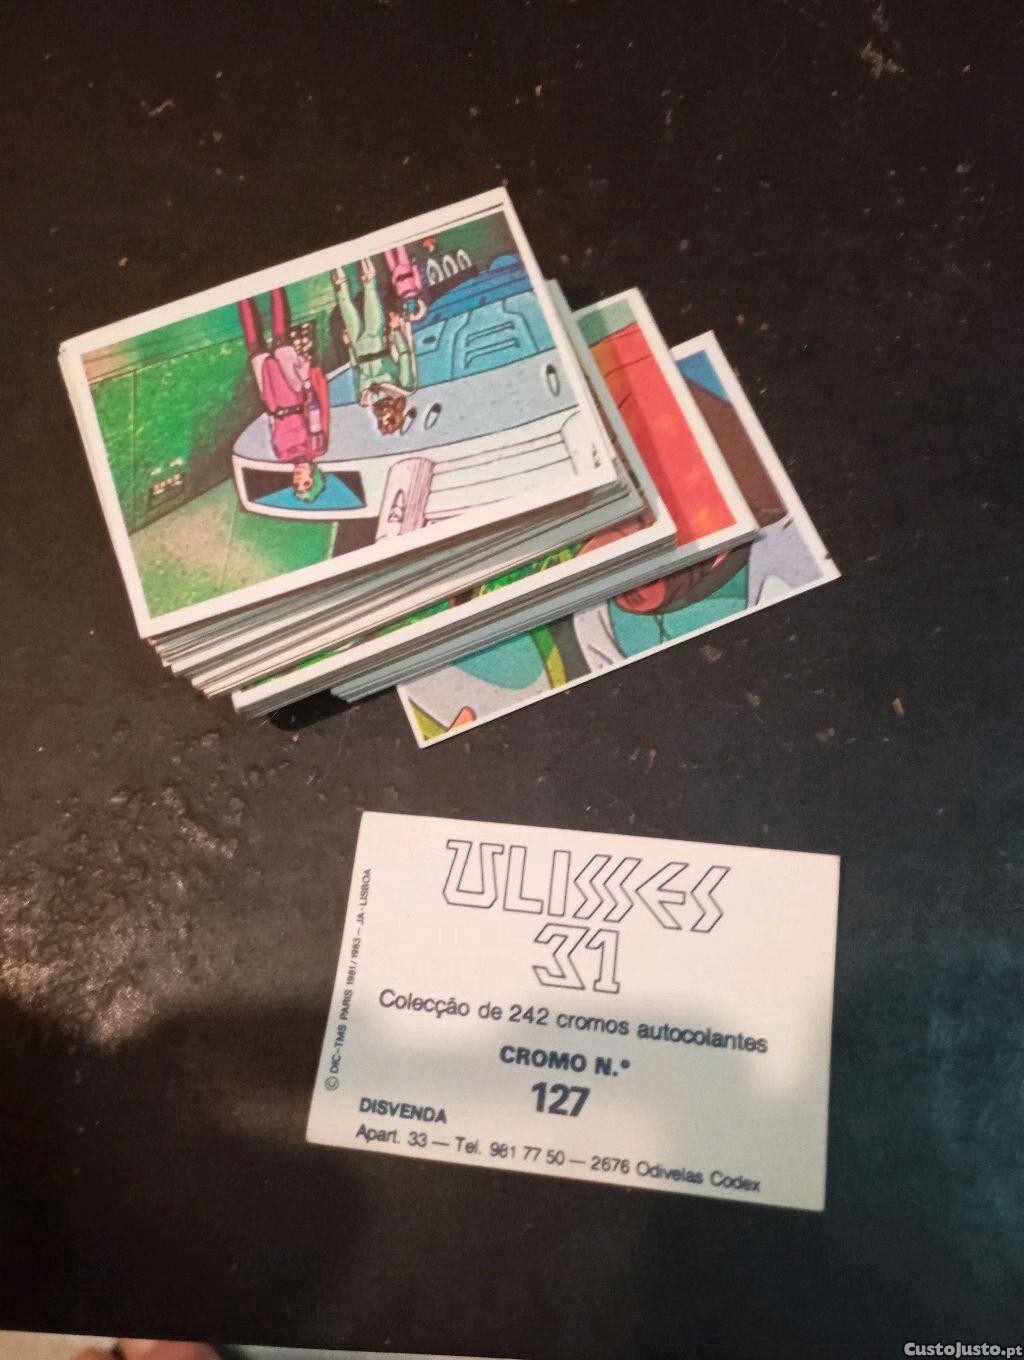 ULISSES
31
Colecção de 242 cromos autocolantes
CROMO N.º
127
DISVENDA
Apart. 33 — Tel. 981 77 50 — 2676 Odivelas Codex
© DIC-TMS PARIS 1981/1983 — JA-LISBOA
CustoJusto.pt